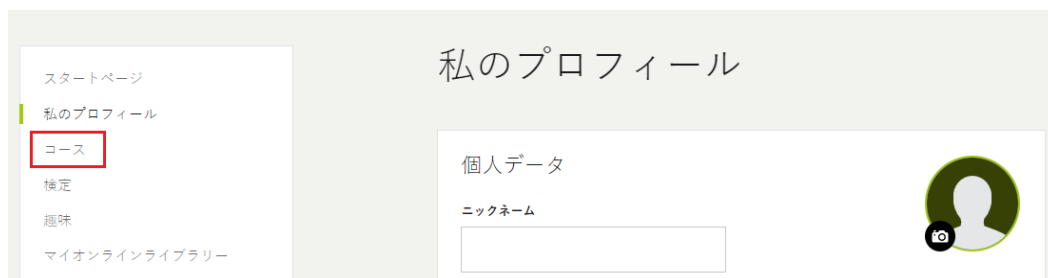 スタートページ
私のプロフィール
コース
検定
趣味
マイオンラインライブラリー
私のプロフィール
個人データ
ニックネーム